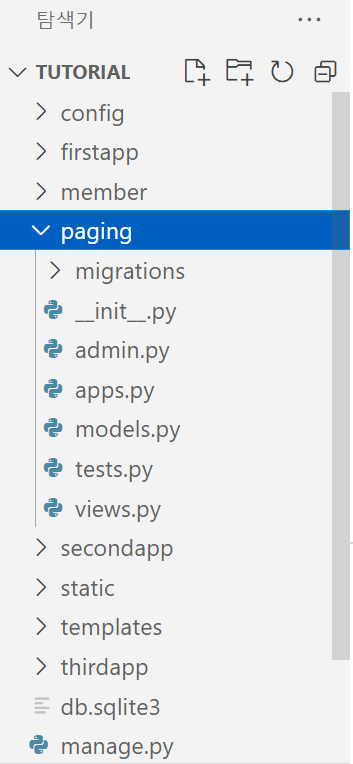 탐색기
TUTORIAL
config
firstapp
member
paging
migrations
__init__.py
admin.py
apps.py
models.py
tests.py
views.py
secondapp
static
templates
thirdapp
db.sqlite3
manage.py